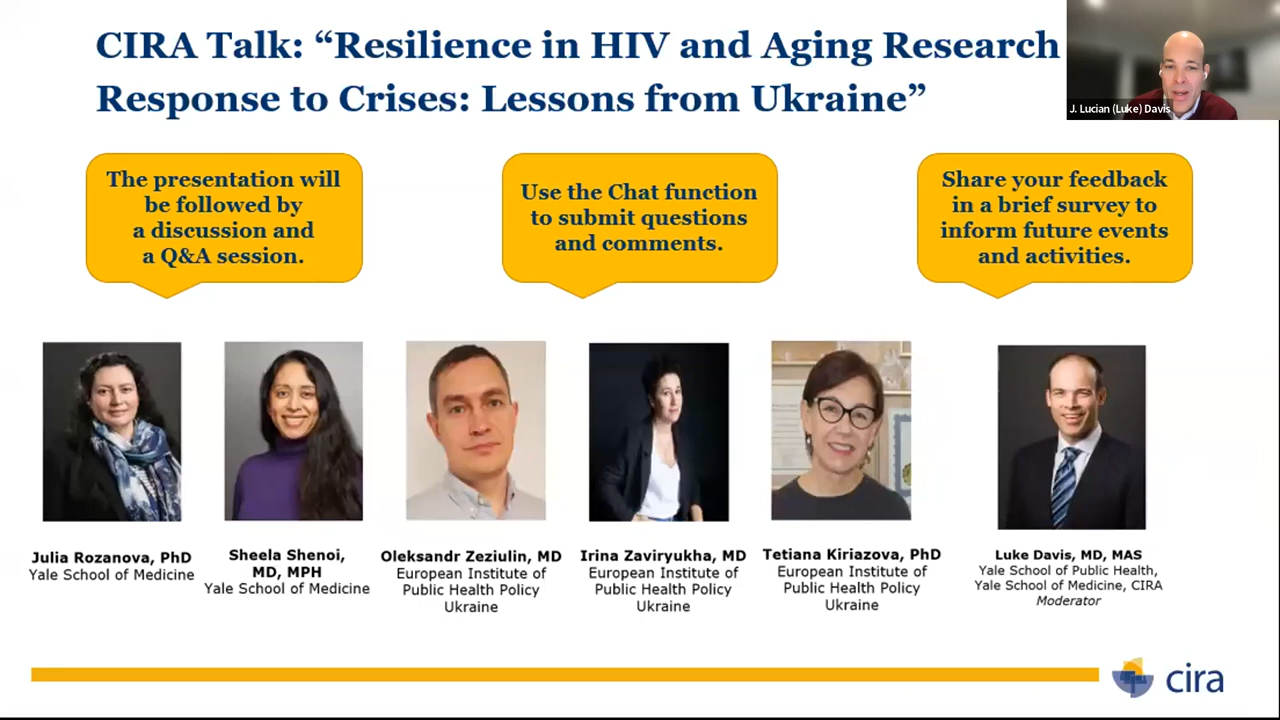 CIRA Talk: “Resilience in HIV and Aging Research
Response to Crises: Lessons from Ukraine”
J. Lucian (Luke) Davis
The presentation will
be followed by
a discussion and
a Q&A session.
Use the Chat function
to submit questions
and comments.
Share your feedback
in a brief survey to
inform future events
and activities.
Julia Rozanova, PhD
Yale School of Medicine
Sheela Shenoi,
MD, MPH
Yale School of Medicine
Oleksandr Zeziulin, MD
European Institute of
Public Health Policy
Ukraine
Irina Zaviryukha, MD
European Institute of
Public Health Policy
Ukraine
Tetiana Kiriazova, PhD
European Institute of
Public Health Policy
Ukraine
Luke Davis, MD, MAS
Yale School of Public Health,
Yale School of Medicine, CIRA
Moderator
cira